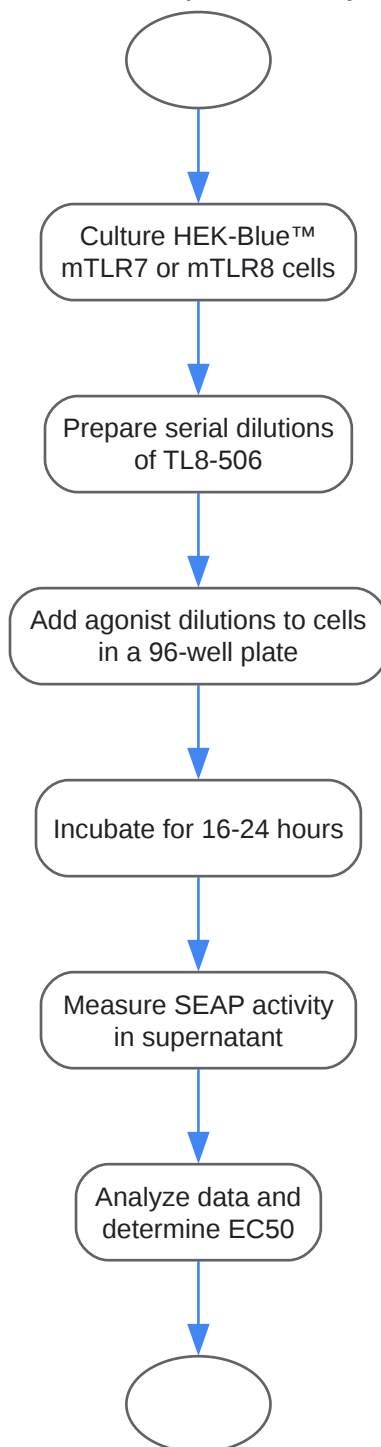 Culture HEK-Blue™
mTLR7 or mTLR8 cells
Prepare serial dilutions
of TL8-506
Add agonist dilutions to cells
in a 96-well plate
Incubate for 16-24 hours
Measure SEAP activity
in supernatant
Analyze data and
determine EC50